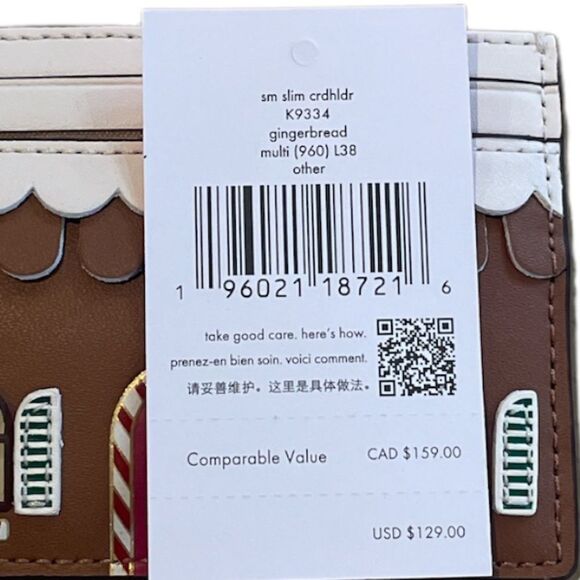 sm slim crdhldr
K9334
gingerbread
multi (960) L38
other
1 96021 18721 6
take good care. here's how.
prenez-en bien soin. voici comment.
请妥善维护。这里是具体做法。
Comparable Value CAD $159.00
USD $129.00